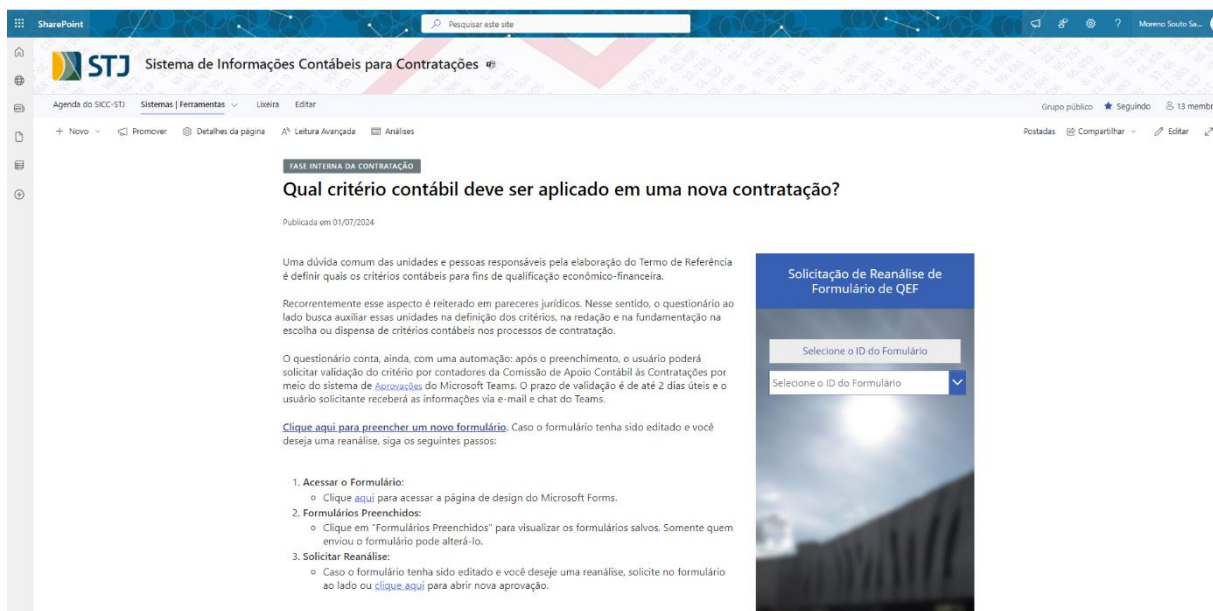 SharePoint
Pesquisar este site
Moreno Souto Sa...
STJ
Sistema de Informações Contábeis para Contratações
Agenda do SICC-STJ Sistemas | Ferramentas Lixeira Editar
Grupo público Seguindo 13 membr
+ Novo Promover Detalhes da página Leitura Avançada Análises
Postadas Compartilhar Editar
FASE INTERNA DA CONTRATAÇÃO
Qual critério contábil deve ser aplicado em uma nova contratação?
Publicada em 01/07/2024
Uma dúvida comum das unidades e pessoas responsáveis pela elaboração do Termo de Referência
é definir quais os critérios contábeis para fins de qualificação econômico-financeira.
Recorrentemente esse aspecto é reiterado em pareceres jurídicos. Nesse sentido, o questionário ao
lado busca auxiliar essas unidades na definição dos critérios, na redação e na fundamentação na
escolha ou dispensa de critérios contábeis nos processos de contratação.
O questionário conta, ainda, com uma automação: após o preenchimento, o usuário poderá
solicitar validação do critério por contadores da Comissão de Apoio Contábil às Contratações por
meio do sistema de Aprovações do Microsoft Teams. O prazo de validação é de até 2 dias úteis e o
usuário solicitante receberá as informações via e-mail e chat do Teams.
Clique aqui para preencher um novo formulário. Caso o formulário tenha sido editado e você
deseja uma reanálise, siga os seguintes passos:
1. Acessar o Formulário:
Clique aqui para acessar a página de design do Microsoft Forms.
2. Formulários Preenchidos:
Clique em "Formulários Preenchidos" para visualizar os formulários salvos. Somente quem
enviou o formulário pode alterá-lo.
3. Solicitar Reanálise:
Caso o formulário tenha sido editado e você deseje uma reanálise, solicite no formulário
ao lado ou clique aqui para abrir nova aprovação.
Solicitação de Reanálise de
Formulário de QEF
Selecione o ID do Fomulário
Selecione o ID do Formulário